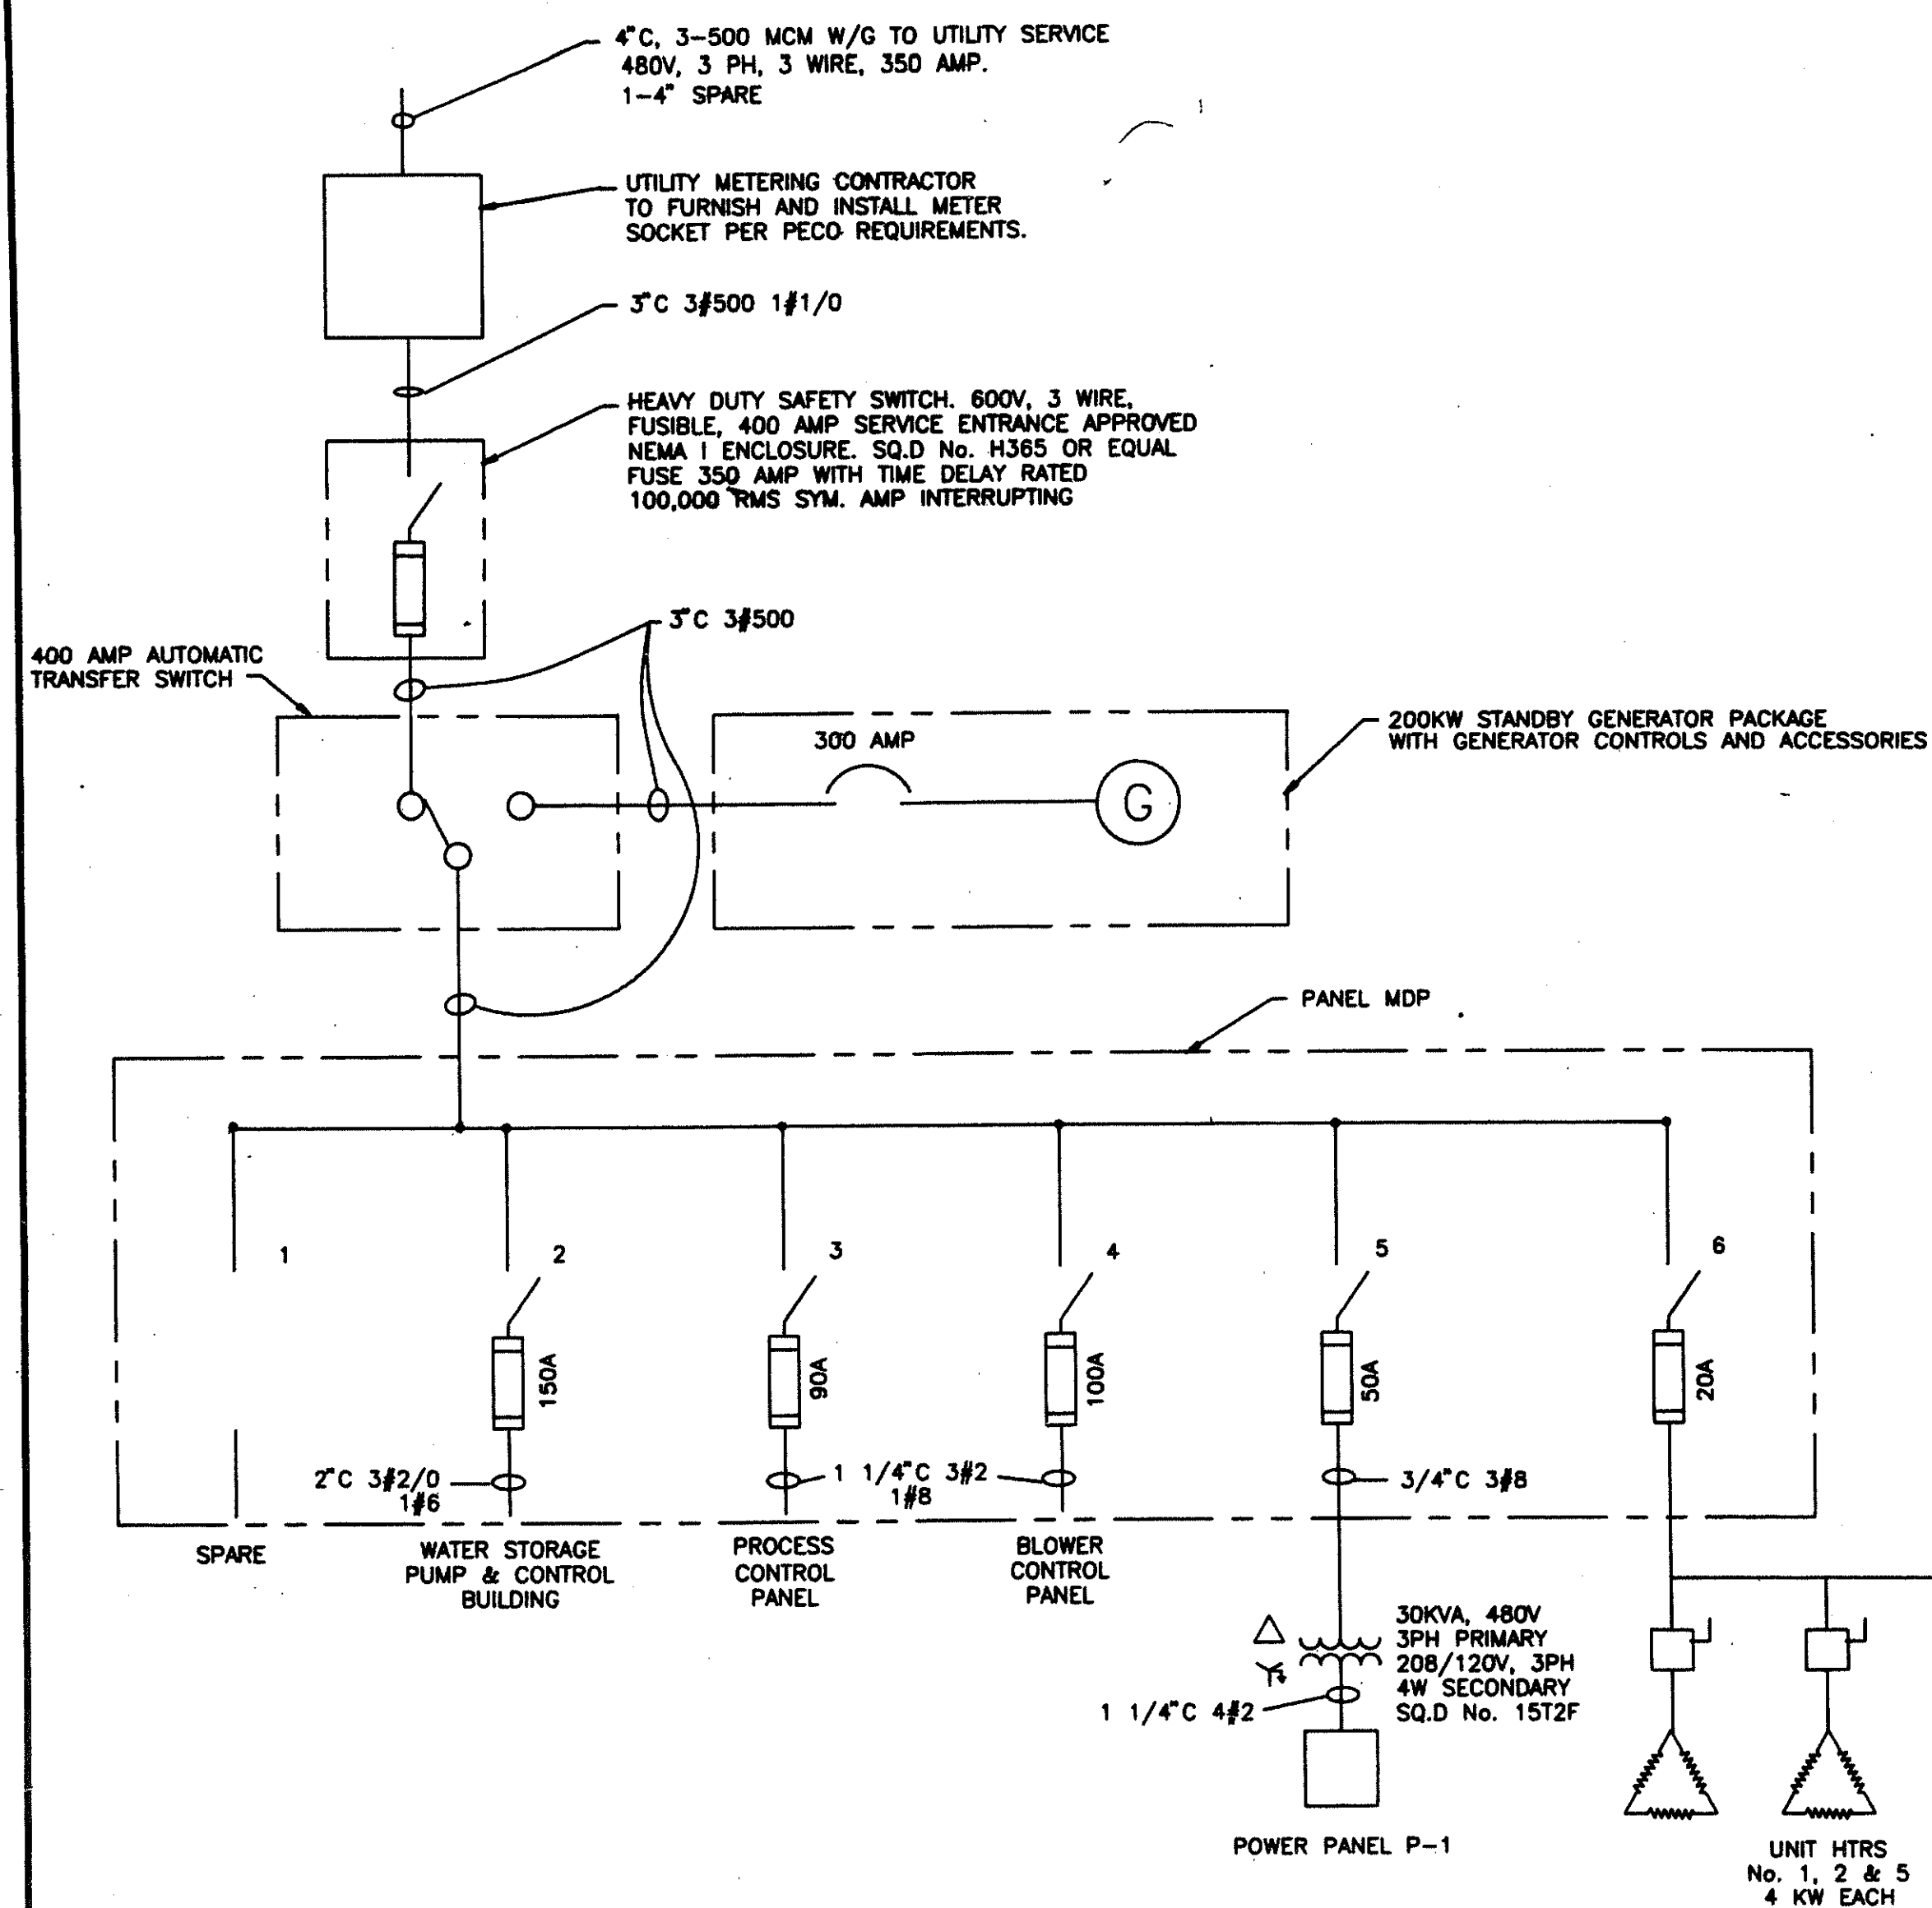 4"C, 3-500 MCM W/G TO UTILITY SERVICE
480V, 3 PH, 3 WIRE, 350 AMP.
1-4" SPARE
UTILITY METERING CONTRACTOR
TO FURNISH AND INSTALL METER
SOCKET PER PECO REQUIREMENTS.
3"C 3#500 1#1/0
HEAVY DUTY SAFETY SWITCH. 600V, 3 WIRE,
FUSIBLE, 400 AMP SERVICE ENTRANCE APPROVED
NEMA I ENCLOSURE. SQ.D No. H365 OR EQUAL
FUSE 350 AMP WITH TIME DELAY RATED
100,000 RMS SYM. AMP INTERRUPTING
3"C 3#500
400 AMP AUTOMATIC
TRANSFER SWITCH
200KW STANDBY GENERATOR PACKAGE
WITH GENERATOR CONTROLS AND ACCESSORIES
300 AMP
G
PANEL MDP
1
2
3
4
5
6
150A
90A
100A
50A
20A
2"C 3#2/0
1#6
1 1/4"C 3#2
1#8
3/4"C 3#8
SPARE
WATER STORAGE
PUMP & CONTROL
BUILDING
PROCESS
CONTROL
PANEL
BLOWER
CONTROL
PANEL
30KVA, 480V
3PH PRIMARY
208/120V, 3PH
4W SECONDARY
SQ.D No. 15T2F
1 1/4"C 4#2
POWER PANEL P-1
UNIT HTRS
No. 1, 2 & 5
4 KW EACH